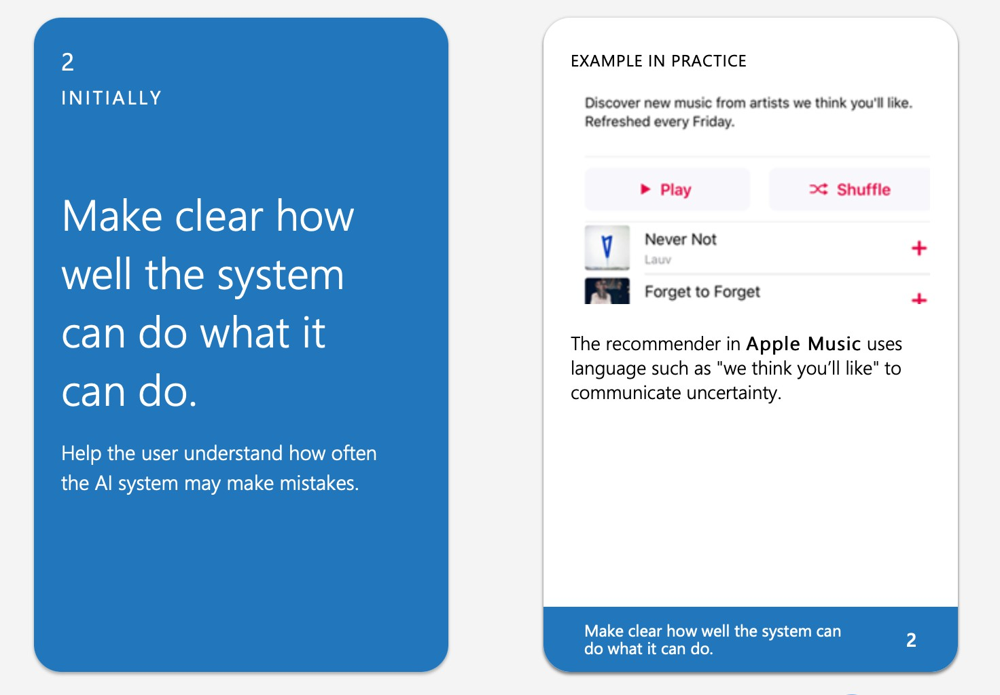 2
INITIALLY
Make clear how
well the system
can do what it
can do.
Help the user understand how often
the AI system may make mistakes.
EXAMPLE IN PRACTICE
Discover new music from artists we think you'll like.
Refreshed every Friday.
Play
Shuffle
Never Not
Lauv
Forget to Forget
The recommender in Apple Music uses
language such as "we think you’ll like" to
communicate uncertainty.
Make clear how well the system can
do what it can do.
2